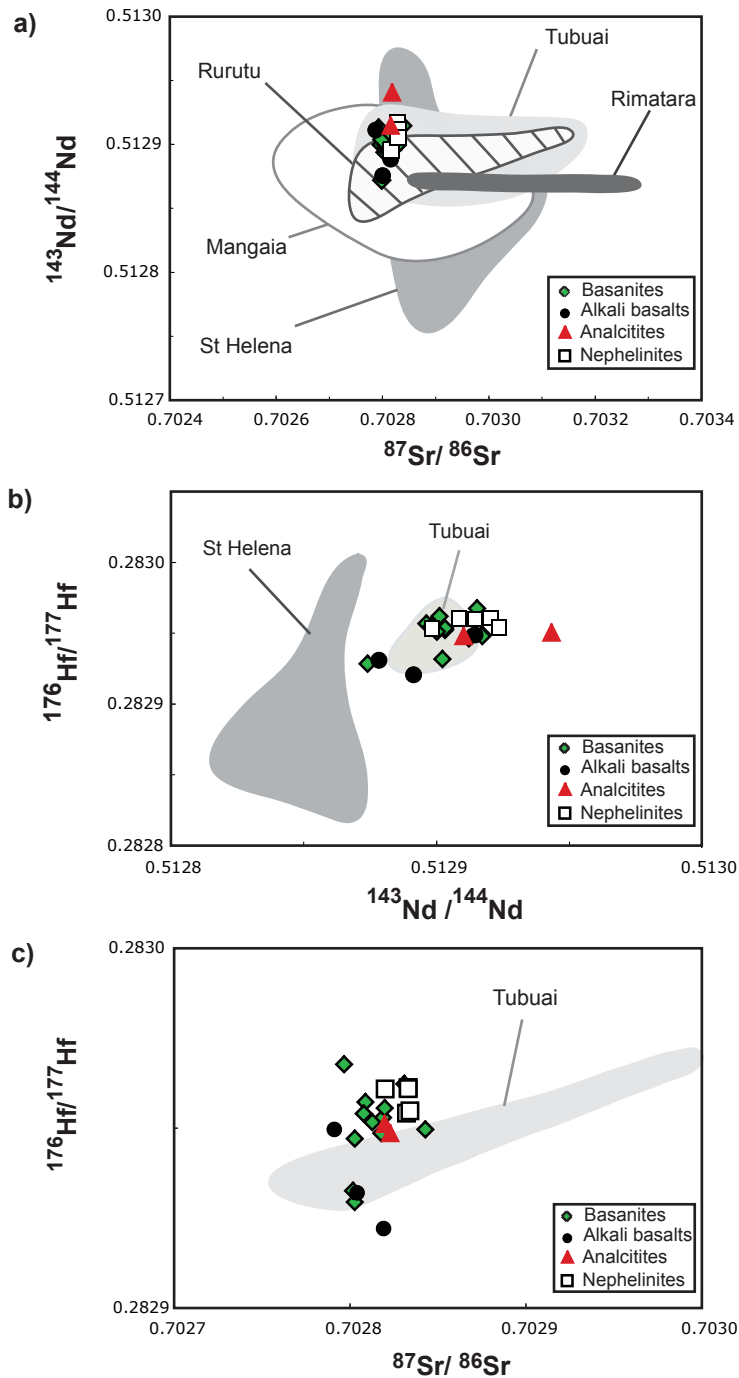 a)
0.5130
0.5129
0.5128
0.5127
143Nd/144Nd
Rurutu
Tubuai
Rimatara
Mangaia
St Helena
Basanites
Alkali basalts
Analcitites
Nephelinites
0.7024 0.7026 0.7028 0.7030 0.7032 0.7034
87Sr/ 86Sr
b)
0.2830
0.2829
0.2828
176Hf/177Hf
St Helena
Tubuai
Basanites
Alkali basalts
Analcitites
Nephelinites
0.5128 0.5129 0.5130
143Nd /144Nd
c)
0.2830
0.2829
176Hf/177Hf
Tubuai
Basanites
Alkali basalts
Analcitites
Nephelinites
0.7027 0.7028 0.7029 0.7030
87Sr/ 86Sr